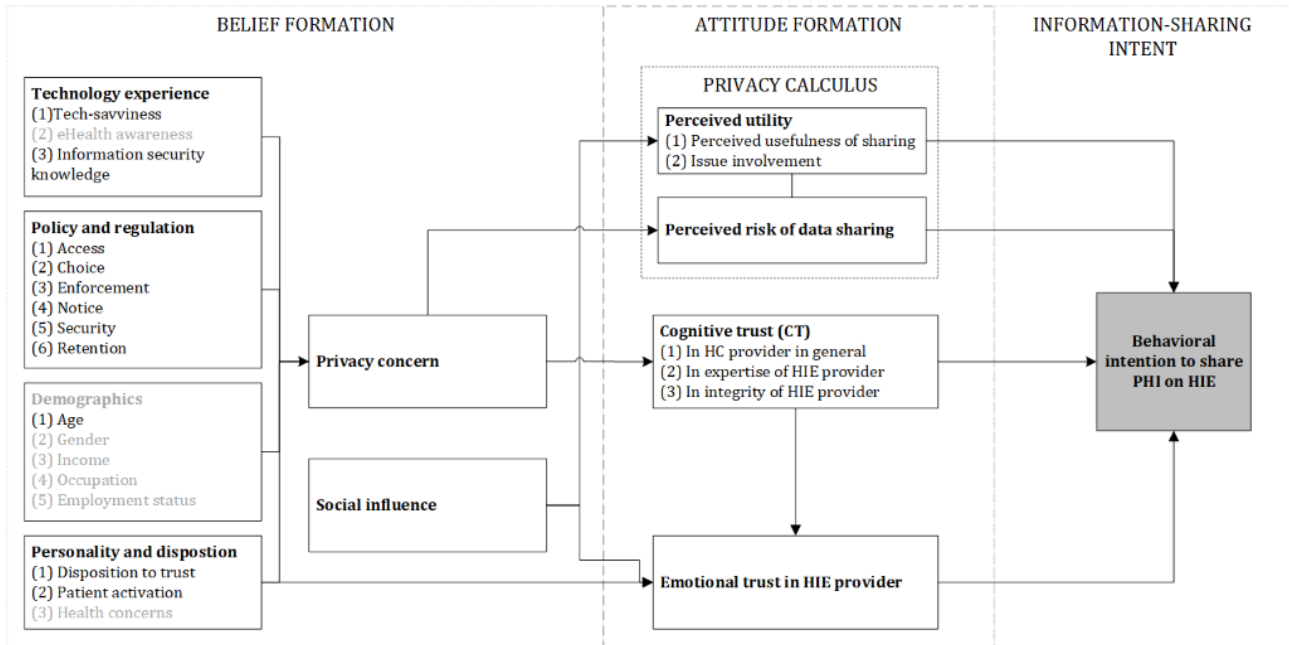 BELIEF FORMATION
ATTITUDE FORMATION
INFORMATION-SHARING
INTENT
Technology experience
(1)Tech-savviness
(2) eHealth awareness
(3) Information security
knowledge
Policy and regulation
(1) Access
(2) Choice
(3) Enforcement
(4) Notice
(5) Security
(6) Retention
Demographics
(1) Age
(2) Gender
(3) Income
(4) Occupation
(5) Employment status
Personality and dispostion
(1) Disposition to trust
(2) Patient activation
(3) Health concerns
Privacy concern
Social influence
PRIVACY CALCULUS
Perceived utility
(1) Perceived usefulness of sharing
(2) Issue involvement
Perceived risk of data sharing
Cognitive trust (CT)
(1) In HC provider in general
(2) In expertise of HIE provider
(3) In integrity of HIE provider
Emotional trust in HIE provider
Behavioral
intention to share
PHI on HIE